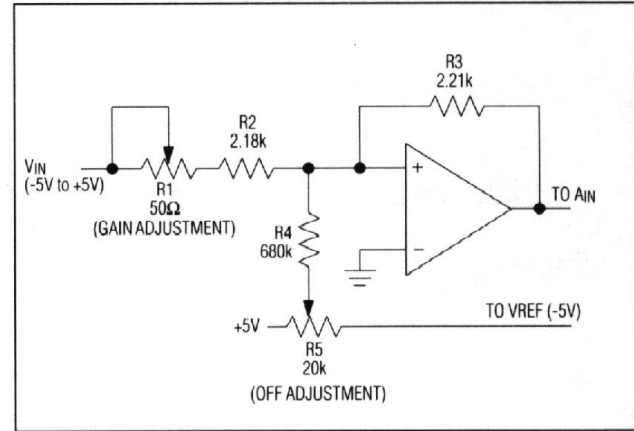 R3
2.21k
R2
2.18k
VIN
(-5V to +5V)
R1
50Ω
(GAIN ADJUSTMENT)
+
-
TO AIN
R4
680k
+5V
TO VREF (-5V)
R5
20k
(OFF ADJUSTMENT)